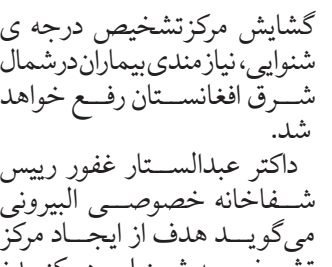 گشایش مرکزتشخیص درجه ی
شنوایی، نیازمندی بیماران درشمال
شرق افغانستان رفع خواهد
شد.
داکتر عبدالستار غفور رییس
شفاخانه خصوصی البیرونی
می‌گوید هدف از ایجاد مرکز